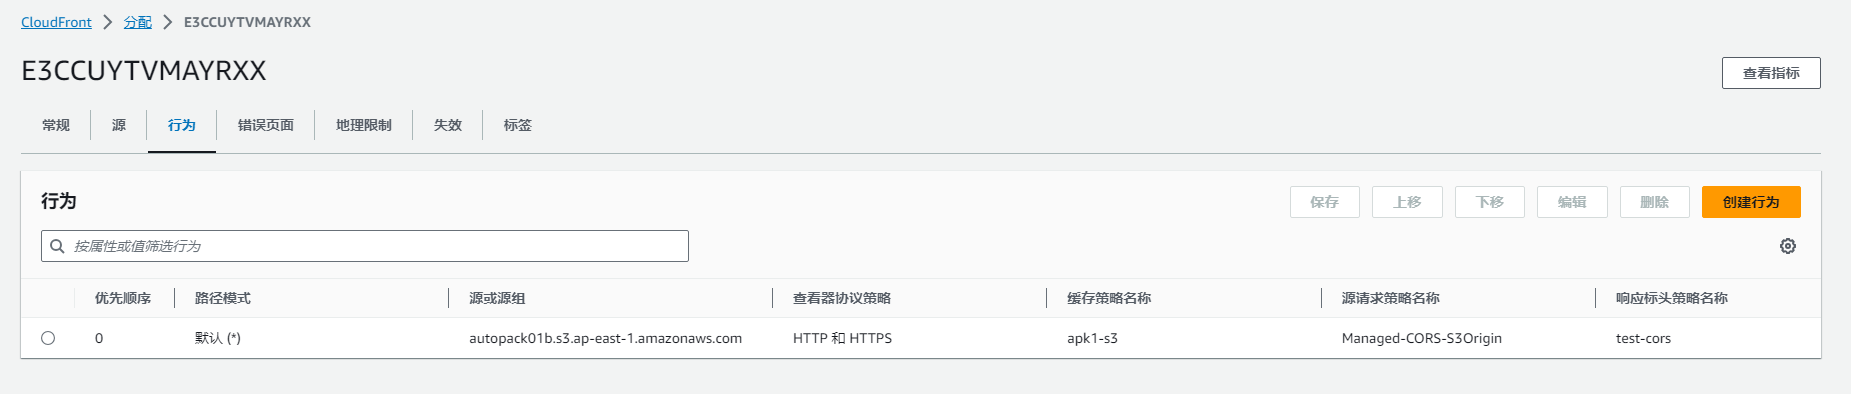 CloudFront > 分配 > E3CCUYTVMAYRXX
E3CCUYTVMAYRXX
查看指标
常规 源 行为 错误页面 地理限制 失效 标签
行为
保存 上移 下移 编辑 删除 创建行为
按属性或值筛选行为
优先顺序 路径模式 源或源组 查看器协议策略 缓存策略名称 源请求策略名称 响应标头策略名称
0 默认 (*) autopack01b.s3.ap-east-1.amazonaws.com HTTP 和 HTTPS apk1-s3 Managed-CORS-S3Origin test-cors